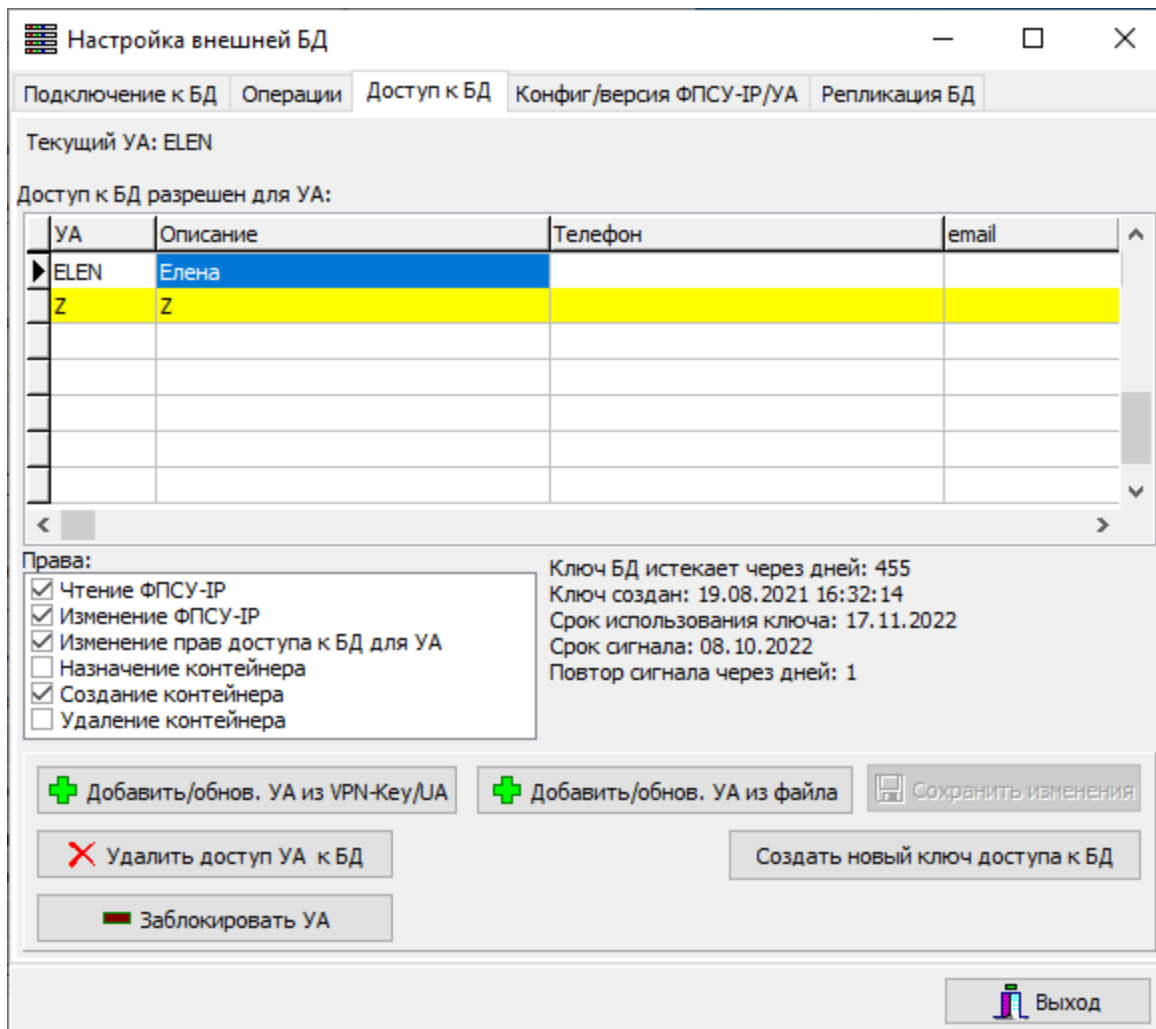 Настройка внешней БД
Подключение к БД Операции Доступ к БД Конфиг/версия ФПСУ-IP/УА Репликация БД
Текущий УА: ELEN
Доступ к БД разрешен для УА:
УА Описание Телефон email
ELEN Елена
Z Z
Права:
Чтение ФПСУ-IP
Изменение ФПСУ-IP
Изменение прав доступа к БД для УА
Назначение контейнера
Создание контейнера
Удаление контейнера
Ключ БД истекает через дней: 455
Ключ создан: 19.08.2021 16:32:14
Срок использования ключа: 17.11.2022
Срок сигнала: 08.10.2022
Повтор сигнала через дней: 1
Добавить/обнов. УА из VPN-Key/UA Добавить/обнов. УА из файла Сохранить изменения
Удалить доступ УА к БД Создать новый ключ доступа к БД
Заблокировать УА
Выход